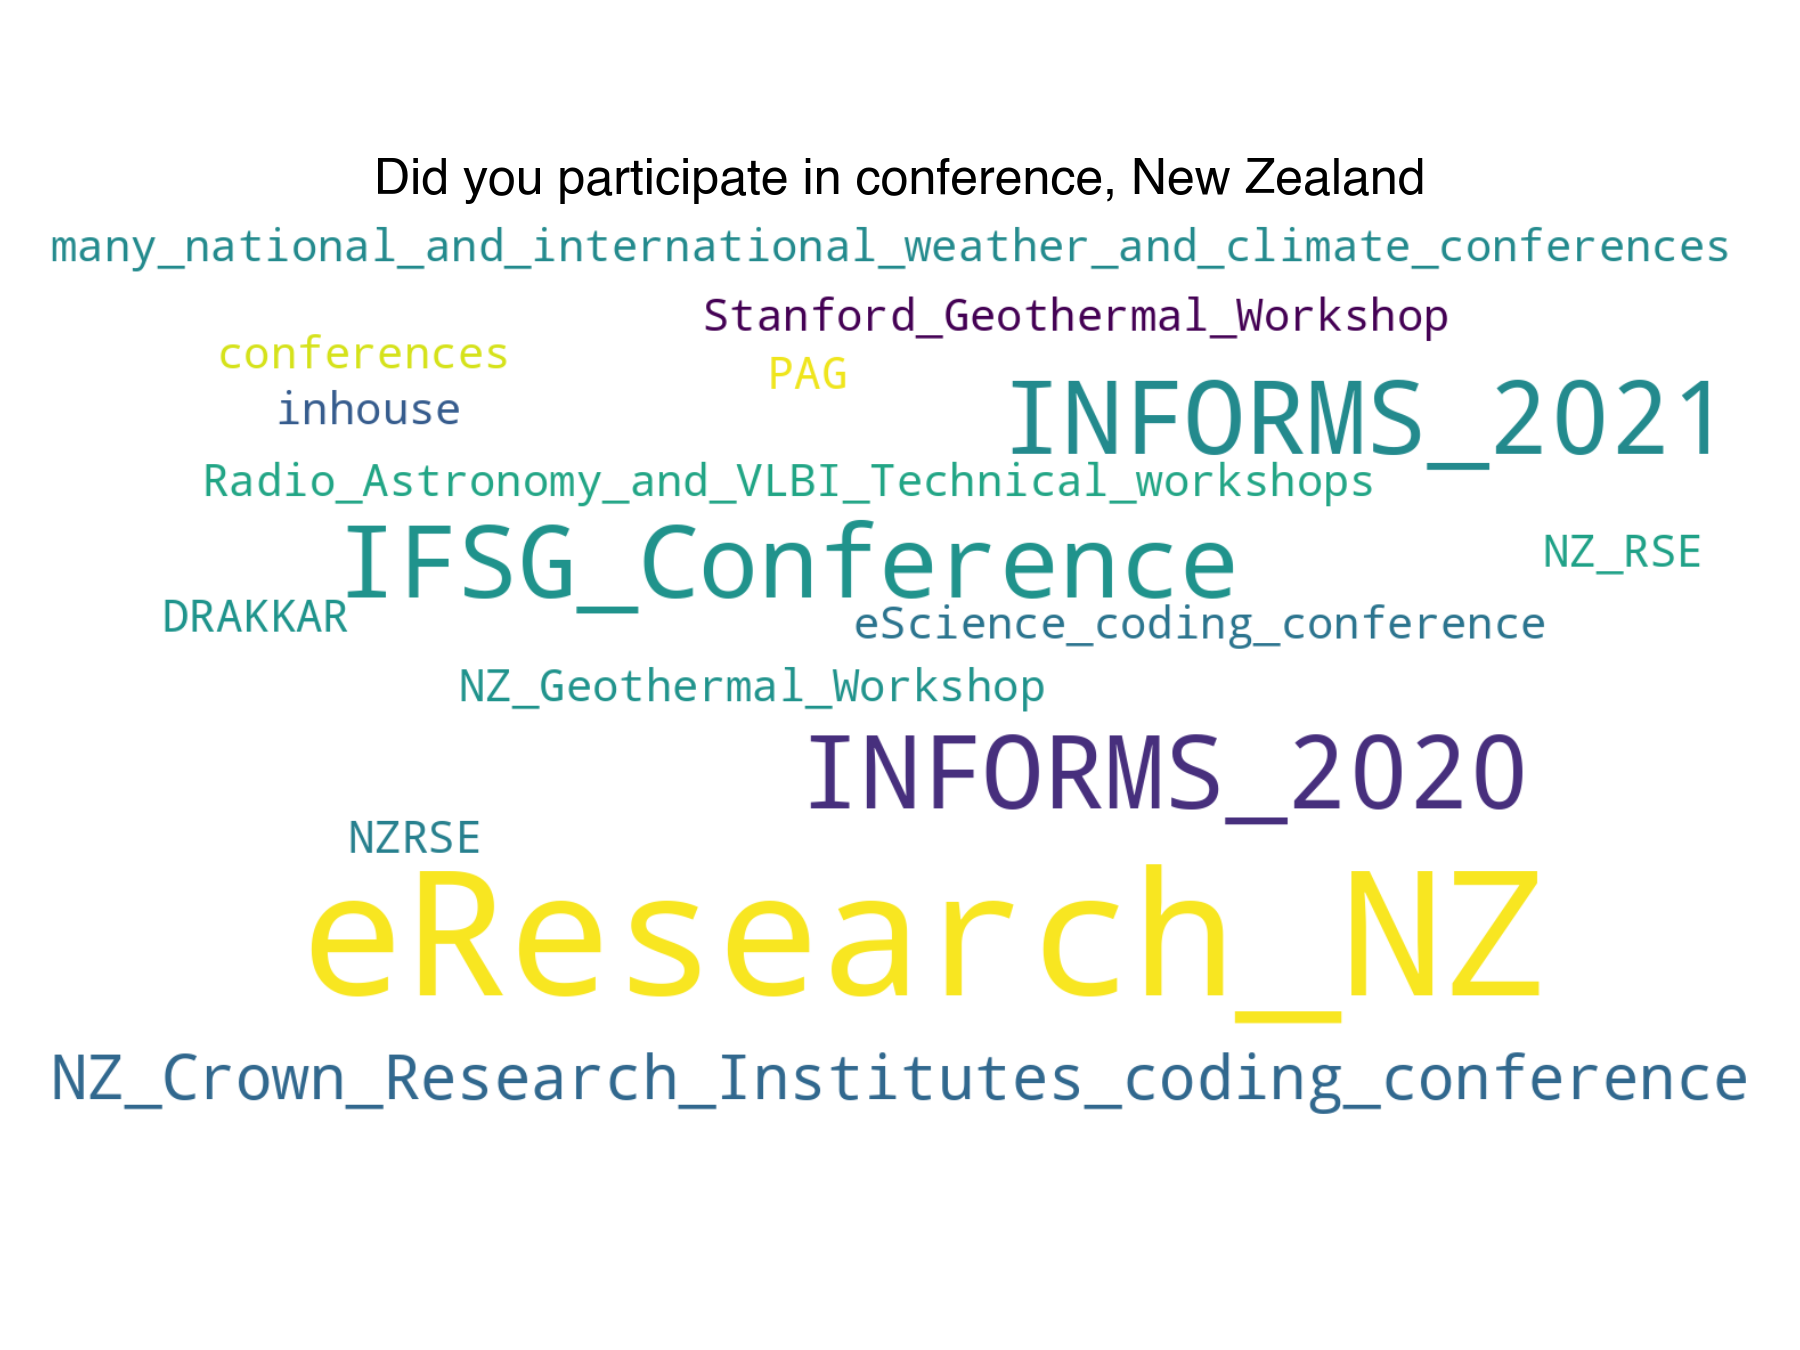 Did you participate in conference, New Zealand
many_national_and_international_weather_and_climate_conferences
Stanford_Geothermal_Workshop
conferences
PAG
inhouse
INFORMS_2021
Radio_Astronomy_and_VLBI_Technical_workshops
IFSG_Conference
NZ_RSE
DRAKKAR
eScience_coding_conference
NZ_Geothermal_Workshop
INFORMS_2020
NZRSE
eResearch_NZ
NZ_Crown_Research_Institutes_coding_conference